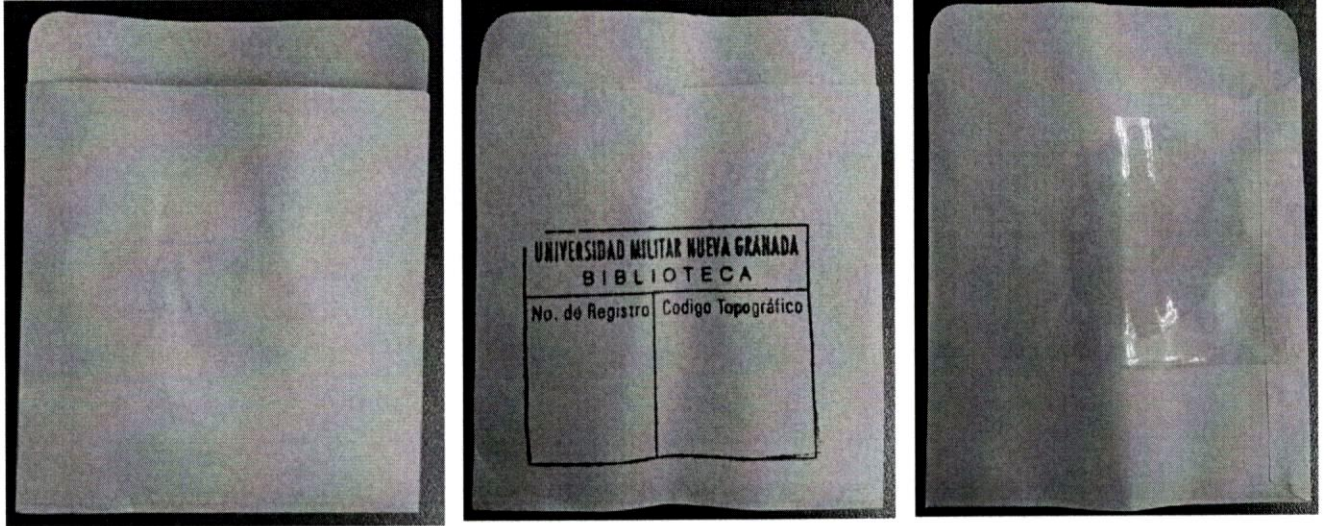 UNIVERSIDAD MILITAR NUEVA GRANADA
BIBLIOTECA
No. de Registro Codigo Topográfico